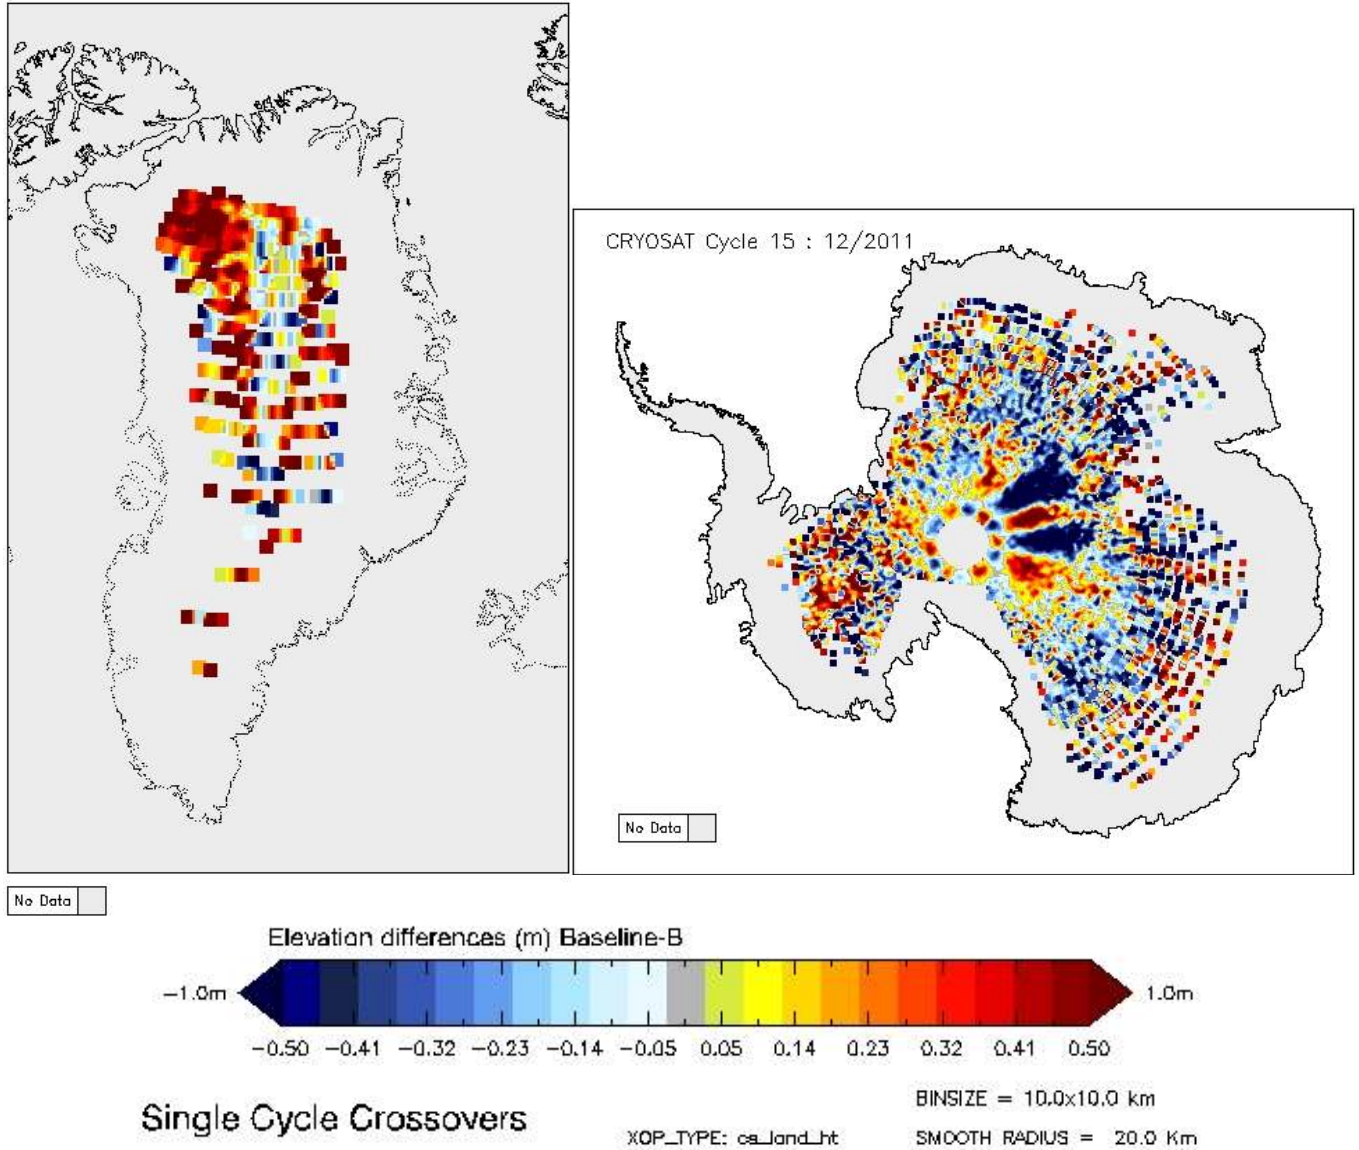 CRYOSAT Cycle 15 : 12/2011
No Data
No Data
Elevation differences (m) Baseline-B
-1.0m
1.0m
-0.50 -0.41 -0.32 -0.23 -0.14 -0.05 0.05 0.14 0.23 0.32 0.41 0.50
Single Cycle Crossovers
BINSIZE = 10.0x10.0 km
XOP_TYPE: cs_land_ht
SMOOTH RADIUS = 20.0 Km